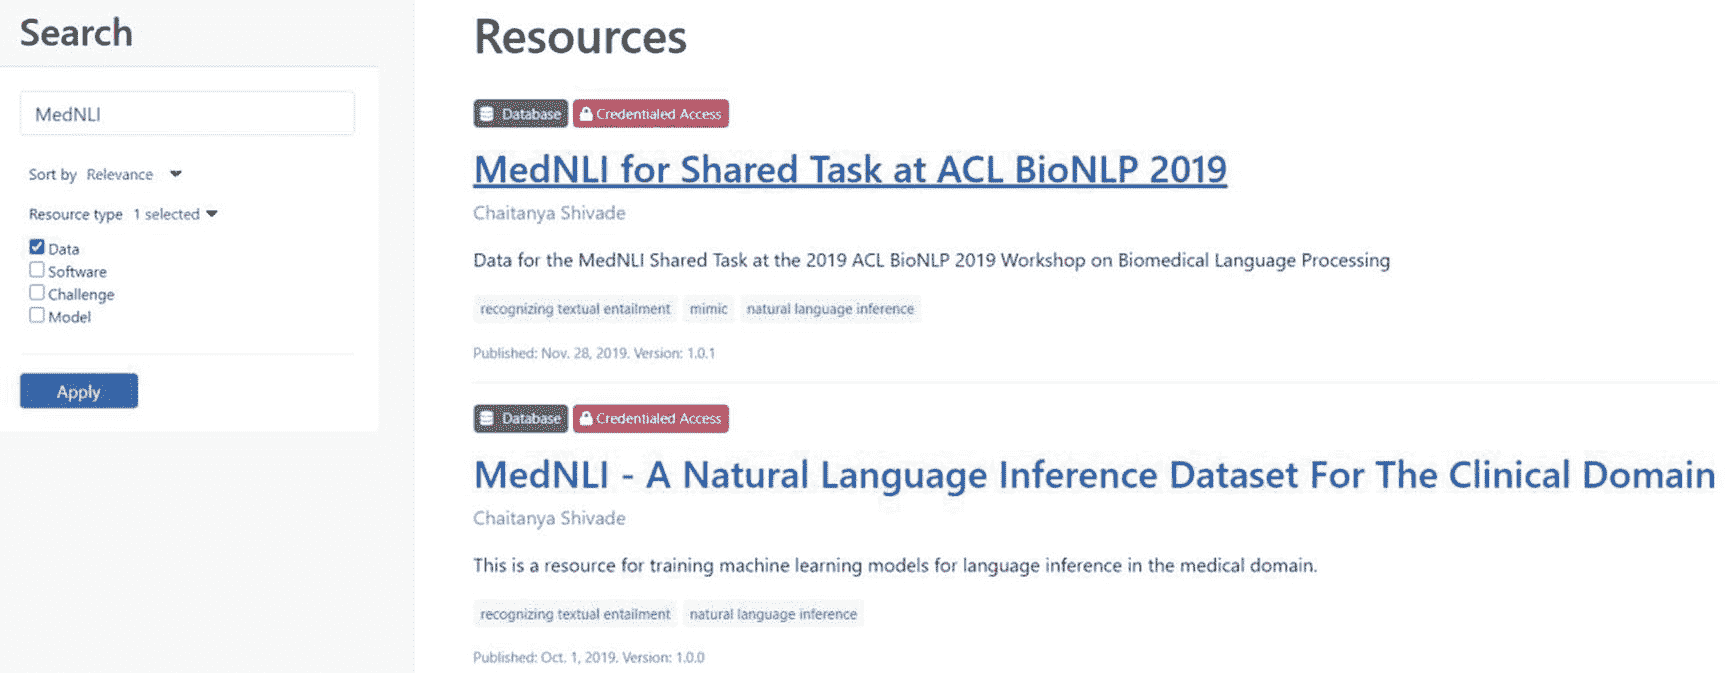 Search
MedNLI
Sort by Relevance
Resource type 1 selected
Data
Software
Challenge
Model
Apply
Resources
Database Credentialed Access
MedNLI for Shared Task at ACL BioNLP 2019
Chaitanya Shivade
Data for the MedNLI Shared Task at the 2019 ACL BioNLP 2019 Workshop on Biomedical Language Processing
recognizing textual entailment mimic natural language inference
Published: Nov. 28, 2019. Version: 1.0.1
Database Credentialed Access
MedNLI - A Natural Language Inference Dataset For The Clinical Domain
Chaitanya Shivade
This is a resource for training machine learning models for language inference in the medical domain.
recognizing textual entailment natural language inference
Published: Oct. 1, 2019. Version: 1.0.0